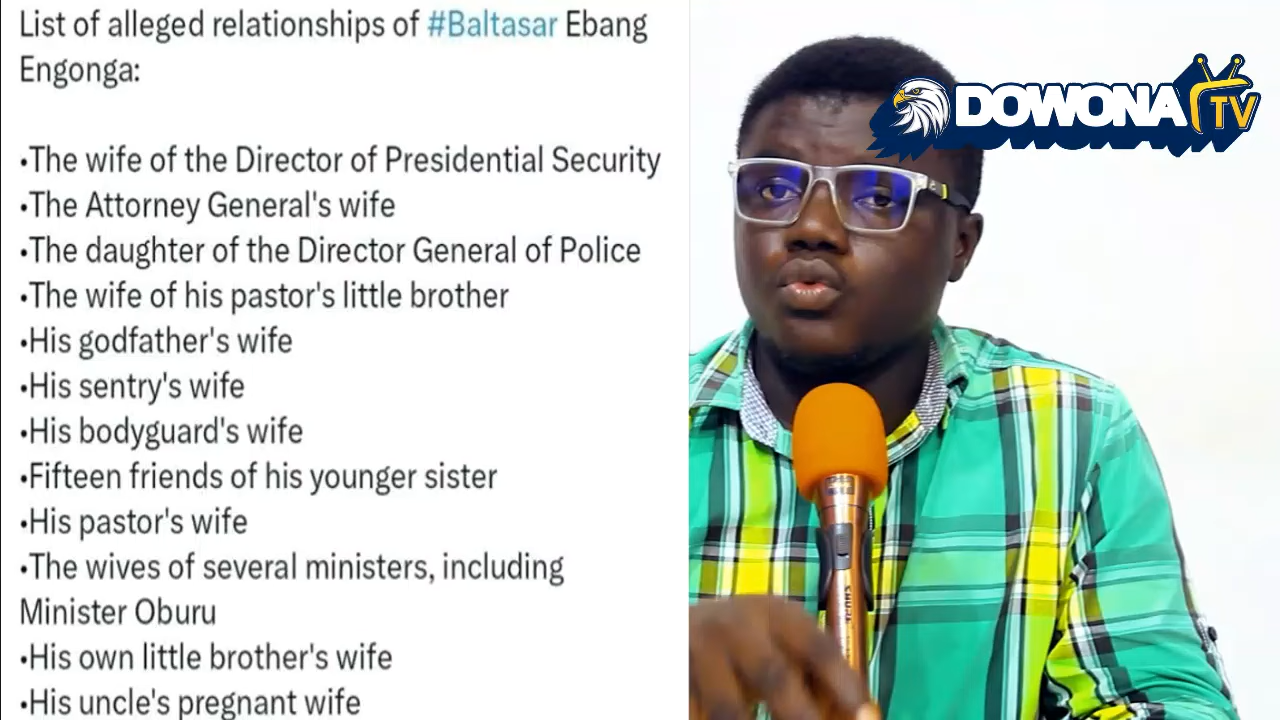 List of alleged relationships of #Baltasar Ebang
Engonga:
•The wife of the Director of Presidential Security
•The Attorney General's wife
•The daughter of the Director General of Police
•The wife of his pastor's little brother
•His godfather's wife
•His sentry's wife
•His bodyguard's wife
•Fifteen friends of his younger sister
•His pastor's wife
•The wives of several ministers, including
Minister Oburu
•His own little brother's wife
•His uncle's pregnant wife
DOWONA TV